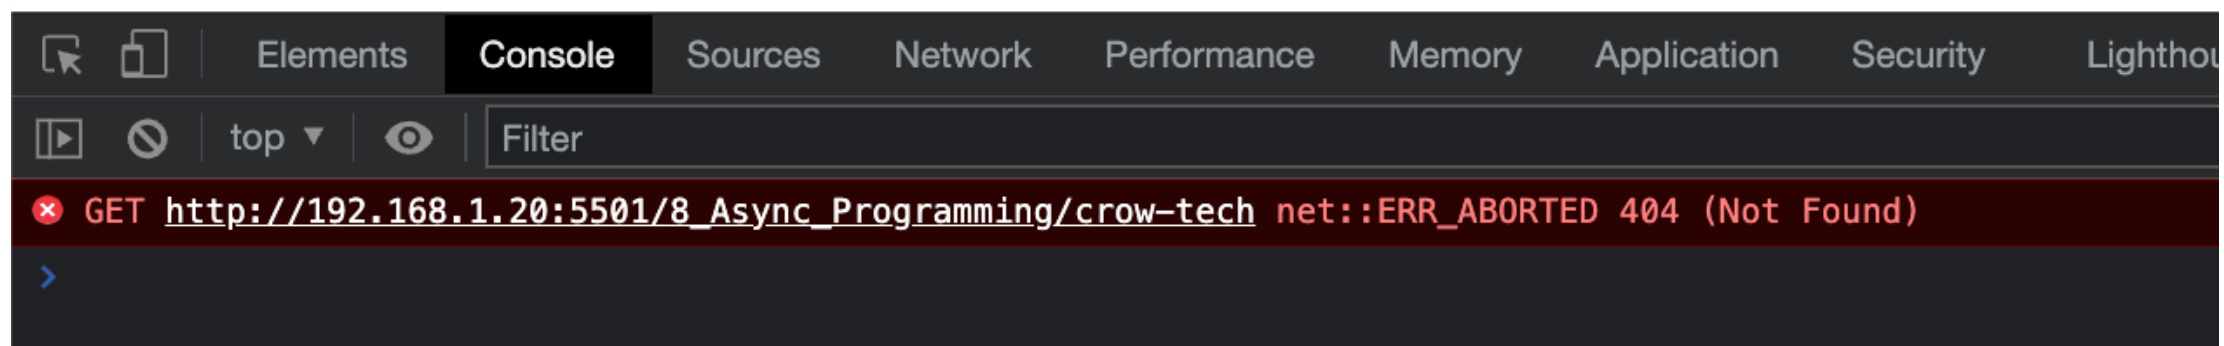 Elements Console Sources Network Performance Memory Application Security Lighthou
top Filter
GET http://192.168.1.20:5501/8_Async_Programming/crow-tech net::ERR_ABORTED 404 (Not Found)